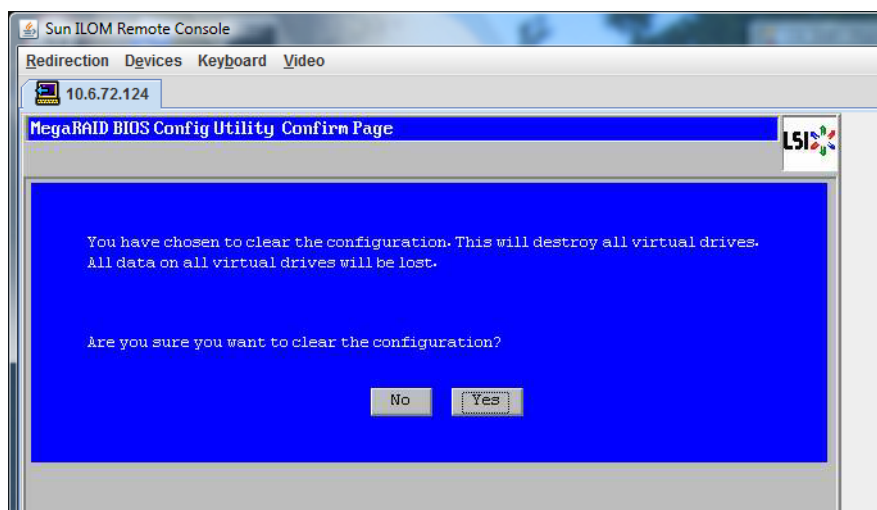 Sun ILOM Remote Console
Redirection Devices Keyboard Video
10.6.72.124
MegaRAID BIOS Config Utility Confirm Page
LSI
You have chosen to clear the configuration. This will destroy all virtual drives.
All data on all virtual drives will be lost.
Are you sure you want to clear the configuration?
No Yes